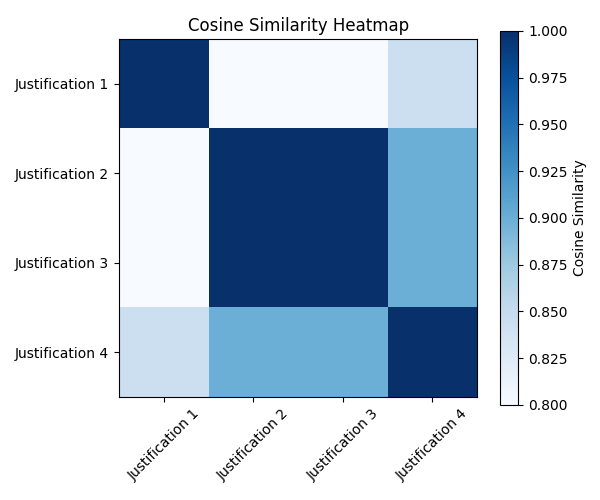 Cosine Similarity Heatmap
Justification 1
Justification 2
Justification 3
Justification 4
Justification 1
Justification 2
Justification 3
Justification 4
1.000
0.975
0.950
0.925
0.900
0.875
0.850
0.825
0.800
Cosine Similarity